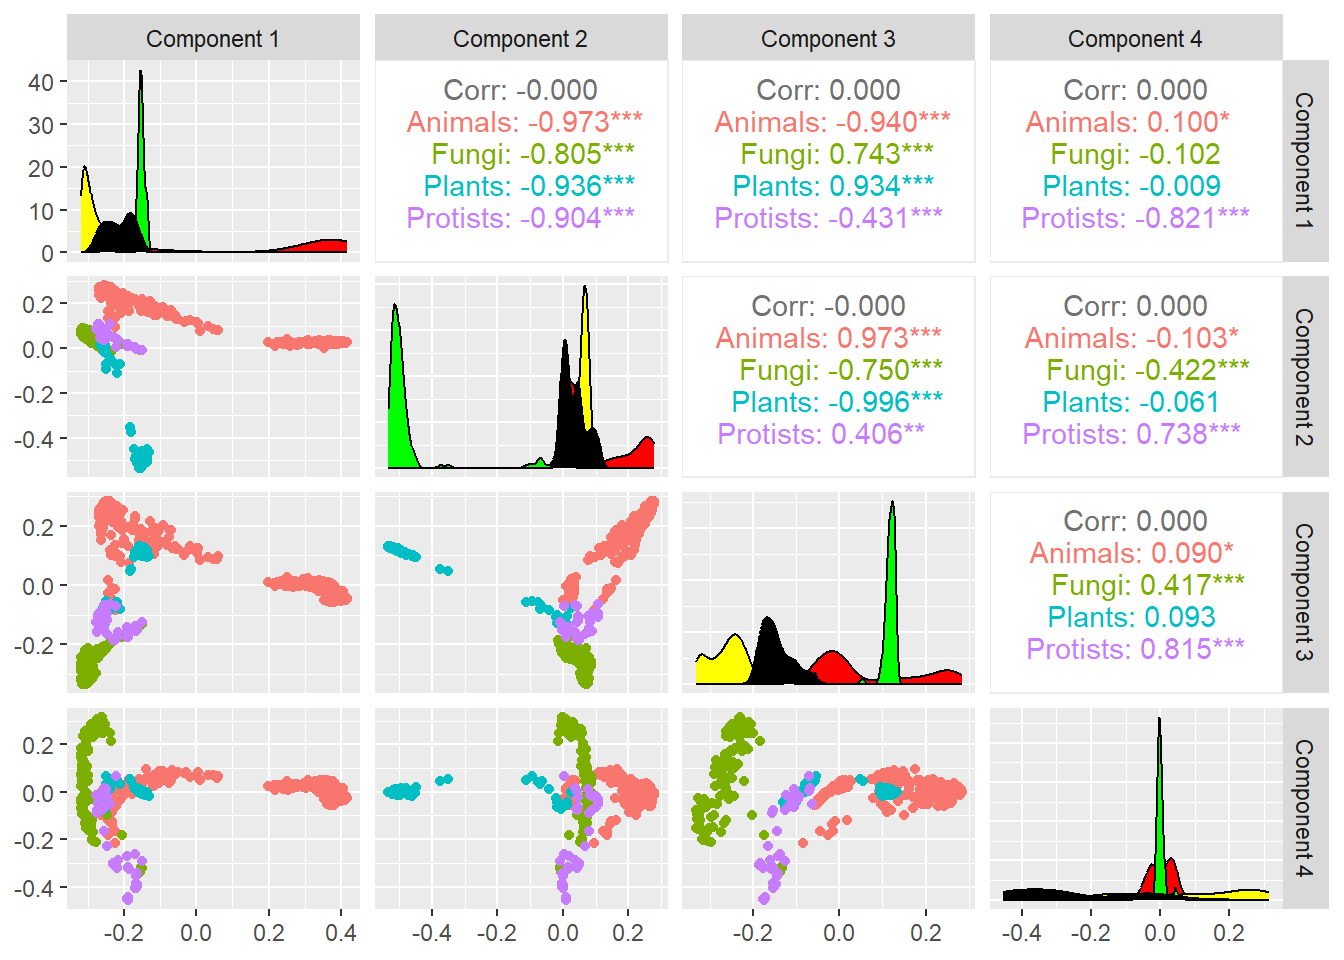 Component 1
Component 2
Component 3
Component 4
40
30
20
10
0
Corr: -0.000
Animals: -0.973***
Fungi: -0.805***
Plants: -0.936***
Protists: -0.904***
Corr: 0.000
Animals: -0.940***
Fungi: 0.743***
Plants: 0.934***
Protists: -0.431***
Corr: 0.000
Animals: 0.100*
Fungi: -0.102
Plants: -0.009
Protists: -0.821***
Component 1
0.2
0.0
-0.2
-0.4
Corr: -0.000
Animals: 0.973***
Fungi: -0.750***
Plants: -0.996***
Protists: 0.406**
Corr: 0.000
Animals: -0.103*
Fungi: -0.422***
Plants: -0.061
Protists: 0.738***
Component 2
0.2
0.0
-0.2
Corr: 0.000
Animals: 0.090*
Fungi: 0.417***
Plants: 0.093
Protists: 0.815***
Component 3
0.2
0.0
-0.2
-0.4
Component 4
-0.2
0.0
0.2
0.4
-0.4
-0.2
0.0
0.2
-0.2
0.0
0.2
-0.4
-0.2
0.0
0.2